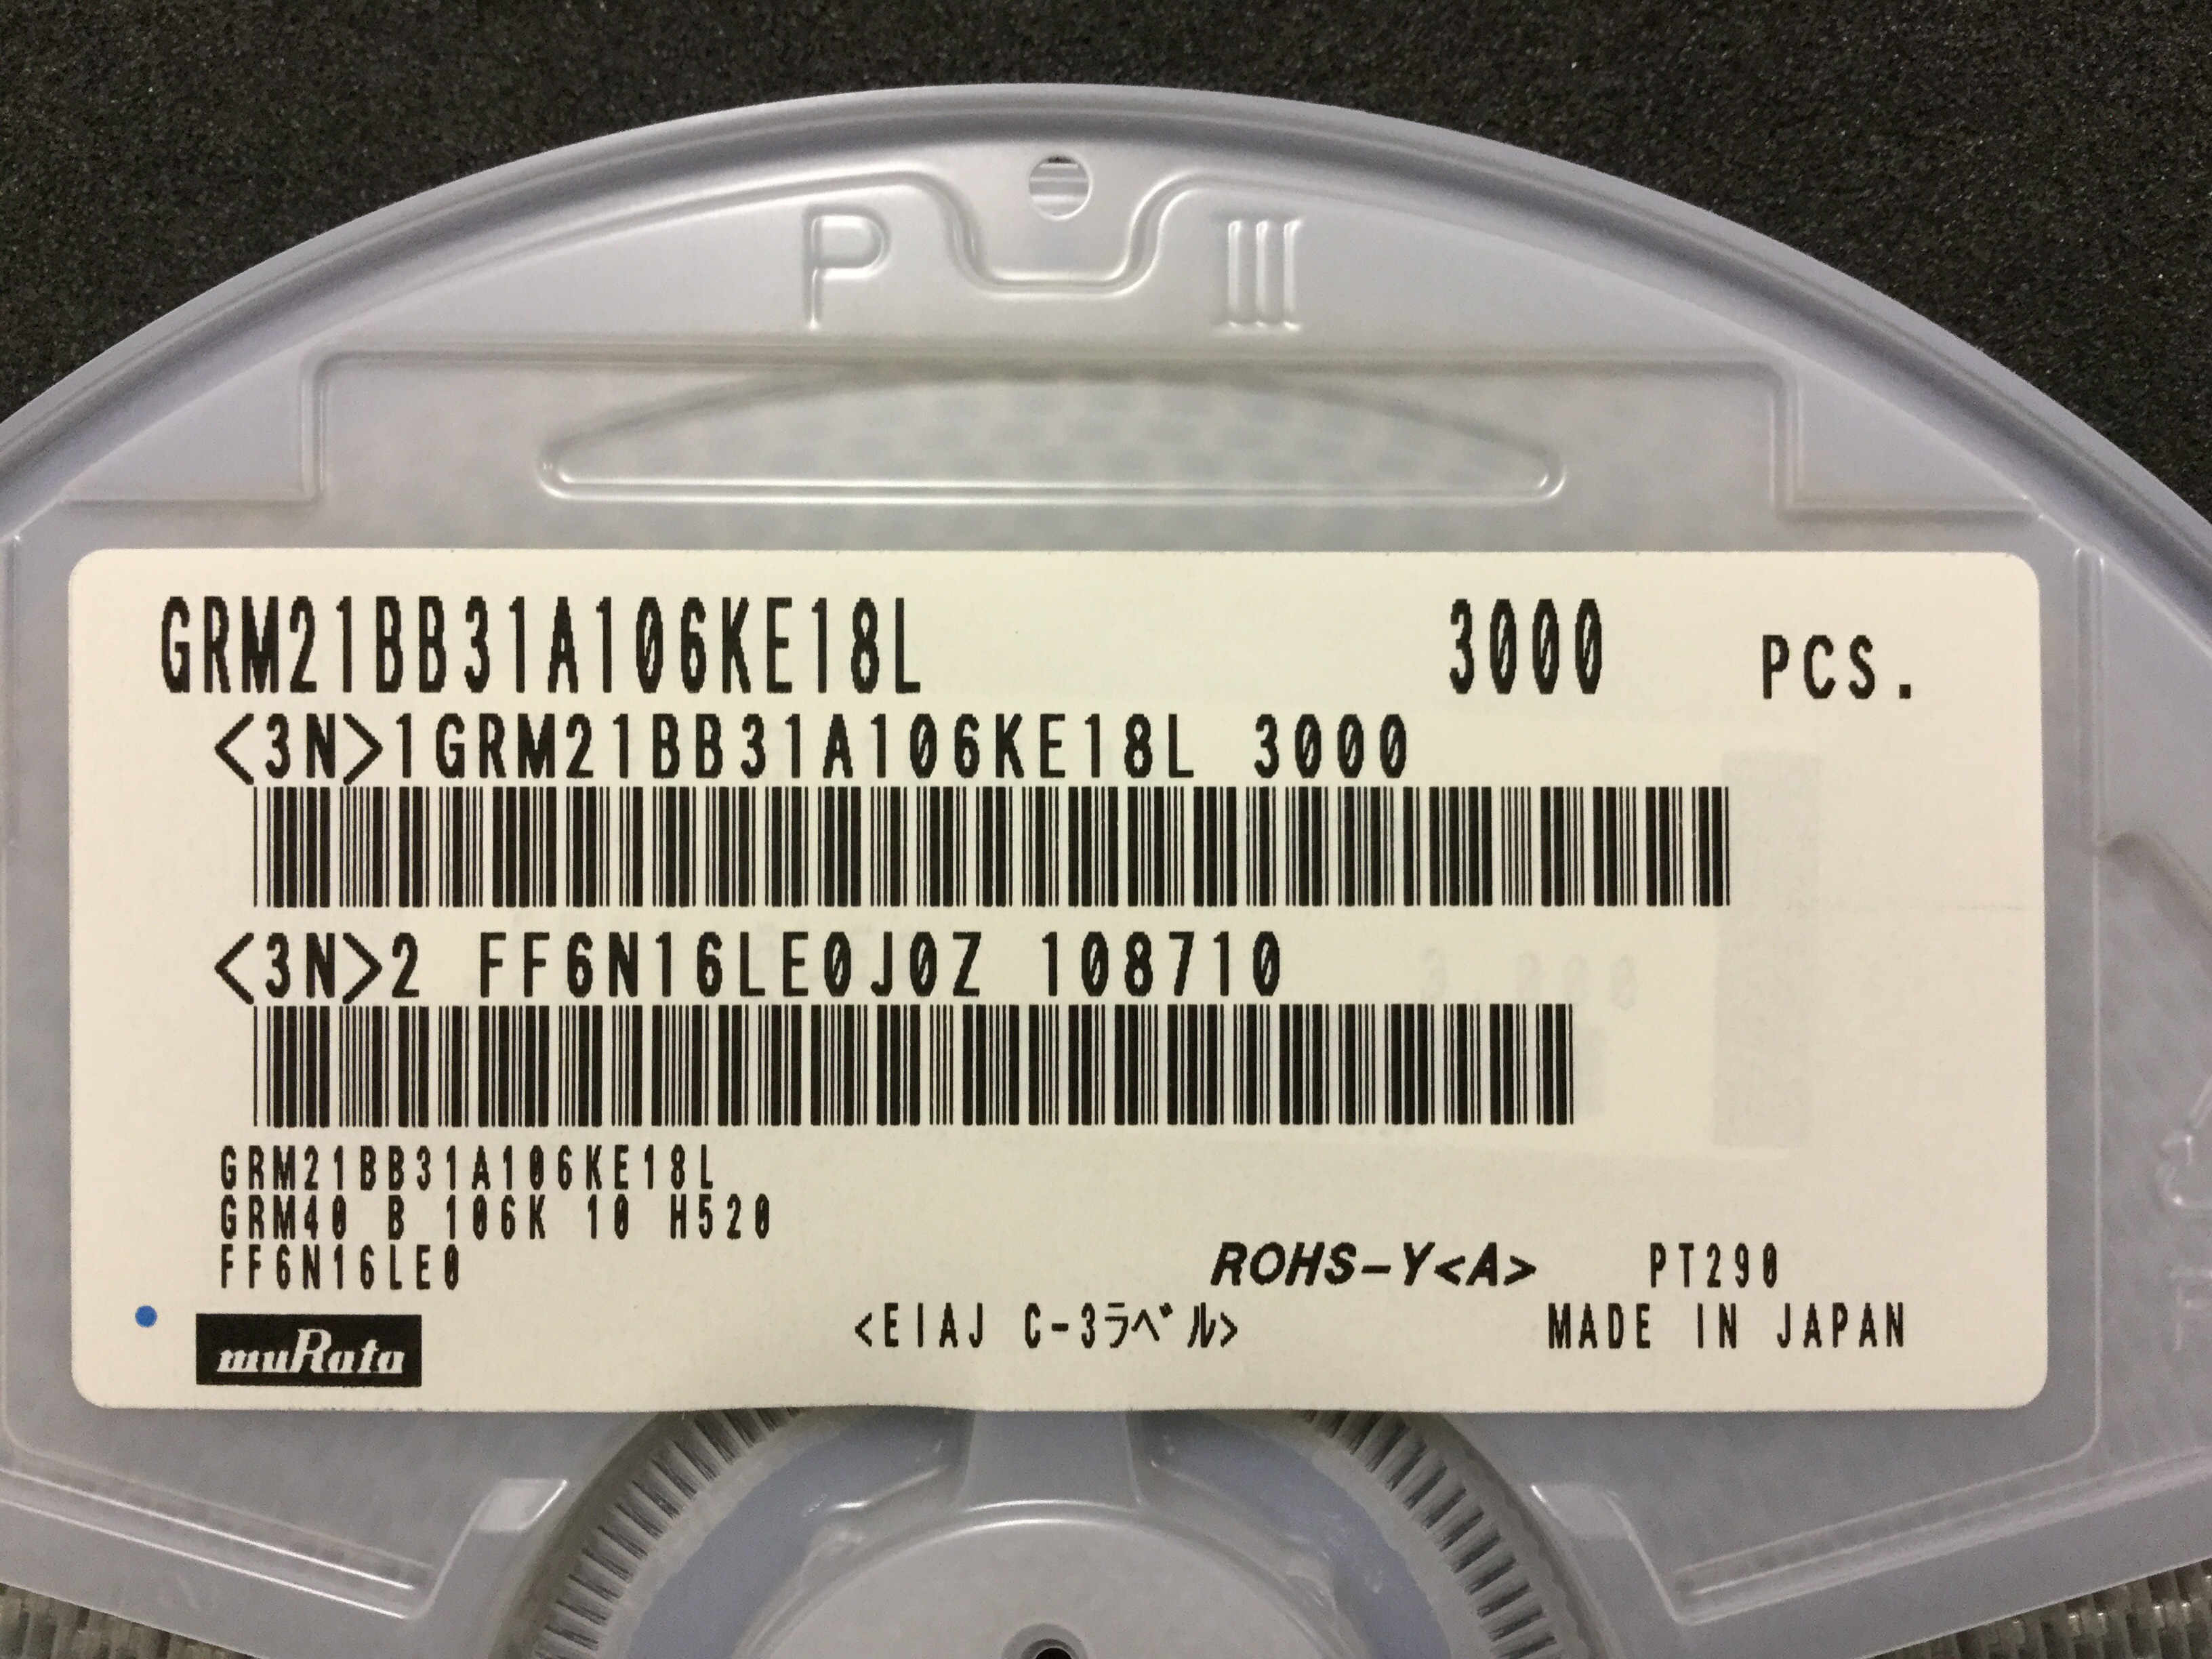 P III
GRM21BB31A106KE18L 3000 PCS.
<3N>1GRM21BB31A106KE18L 3000
<3N>2 FF6N16LE0J0Z 108710
GRM21BB31A106KE18L
GRM40 B 106K 10 H520
FF6N16LE0
ROHS-Y<A> PT290
<EIAJ C-3ラベル> MADE IN JAPAN
muRata